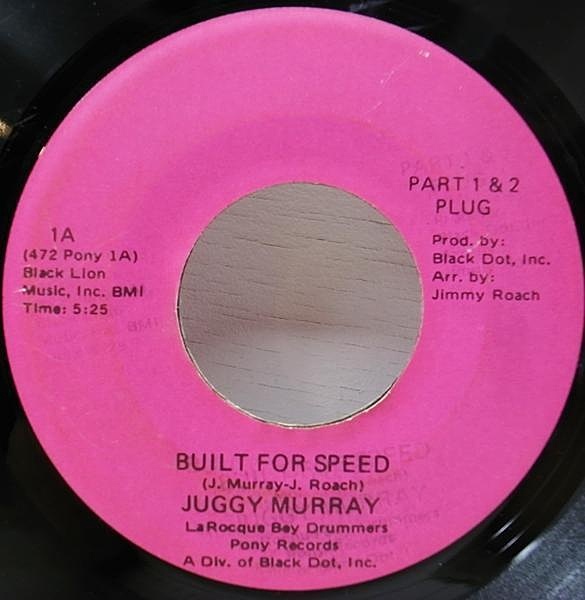 PART 1 & 2
PLUG
1A
(472 Pony 1A)
Black Lion
Music, Inc. BMI
Time: 5:25
Prod. by:
Black Dot, Inc.
Arr. by:
Jimmy Roach
BUILT FOR SPEED
(J. Murray-J. Roach)
JUGGY MURRAY
LaRocque Bey Drummers
Pony Records
A Div. of Black Dot, Inc.